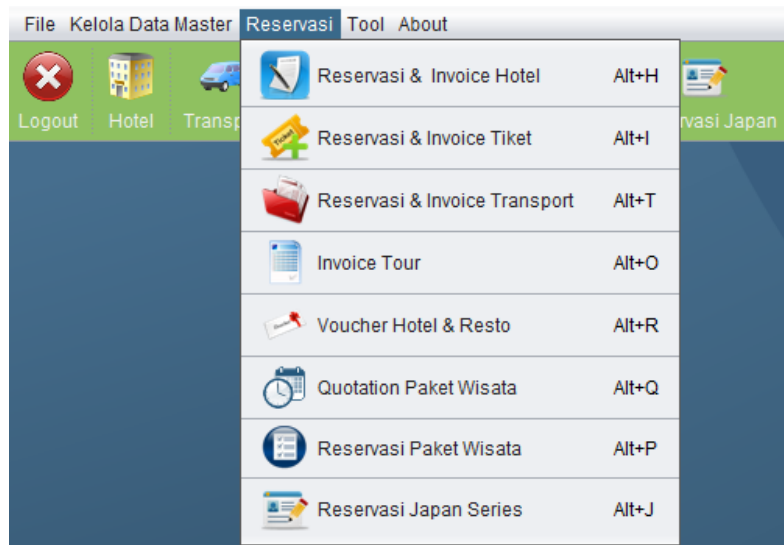 File Kelola Data Master Reservasi Tool About
Logout Hotel Transp rvasi Japan
Reservasi & Invoice Hotel Alt+H
Ticket
Reservasi & Invoice Tiket Alt+I
Reservasi & Invoice Transport Alt+T
Invoice Tour Alt+O
Voucher Hotel & Resto Alt+R
Quotation Paket Wisata Alt+Q
Reservasi Paket Wisata Alt+P
Reservasi Japan Series Alt+J